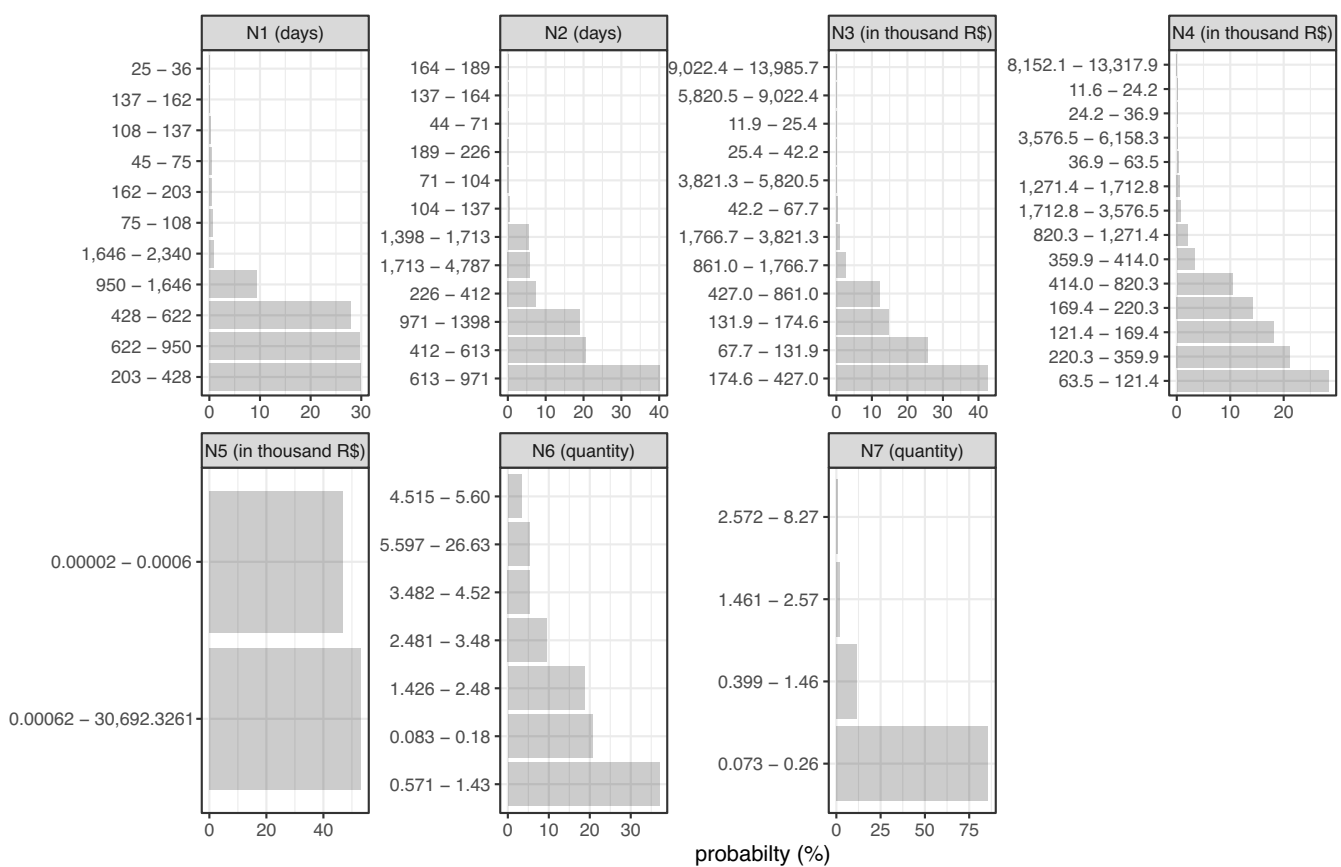 N1 (days)
25 – 36
137 – 162
108 – 137
45 – 75
162 – 203
75 – 108
1,646 – 2,340
950 – 1,646
428 – 622
622 – 950
203 – 428
0 10 20 30
N2 (days)
164 – 189
137 – 164
44 – 71
189 – 226
71 – 104
104 – 137
1,398 – 1,713
1,713 – 4,787
226 – 412
971 – 1398
412 – 613
613 – 971
0 10 20 30 40
N3 (in thousand R$)
9,022.4 – 13,985.7
5,820.5 – 9,022.4
11.9 – 25.4
25.4 – 42.2
3,821.3 – 5,820.5
42.2 – 67.7
1,766.7 – 3,821.3
861.0 – 1,766.7
427.0 – 861.0
131.9 – 174.6
67.7 – 131.9
174.6 – 427.0
0 10 20 30 40
N4 (in thousand R$)
8,152.1 – 13,317.9
11.6 – 24.2
24.2 – 36.9
3,576.5 – 6,158.3
36.9 – 63.5
1,271.4 – 1,712.8
1,712.8 – 3,576.5
820.3 – 1,271.4
359.9 – 414.0
414.0 – 820.3
169.4 – 220.3
121.4 – 169.4
220.3 – 359.9
63.5 – 121.4
0 10 20
N5 (in thousand R$)
0.00002 – 0.0006
0.00062 – 30,692.3261
0 20 40
N6 (quantity)
4.515 – 5.60
5.597 – 26.63
3.482 – 4.52
2.481 – 3.48
1.426 – 2.48
0.083 – 0.18
0.571 – 1.43
0 10 20 30
N7 (quantity)
2.572 – 8.27
1.461 – 2.57
0.399 – 1.46
0.073 – 0.26
0 25 50 75
probabilty (%)